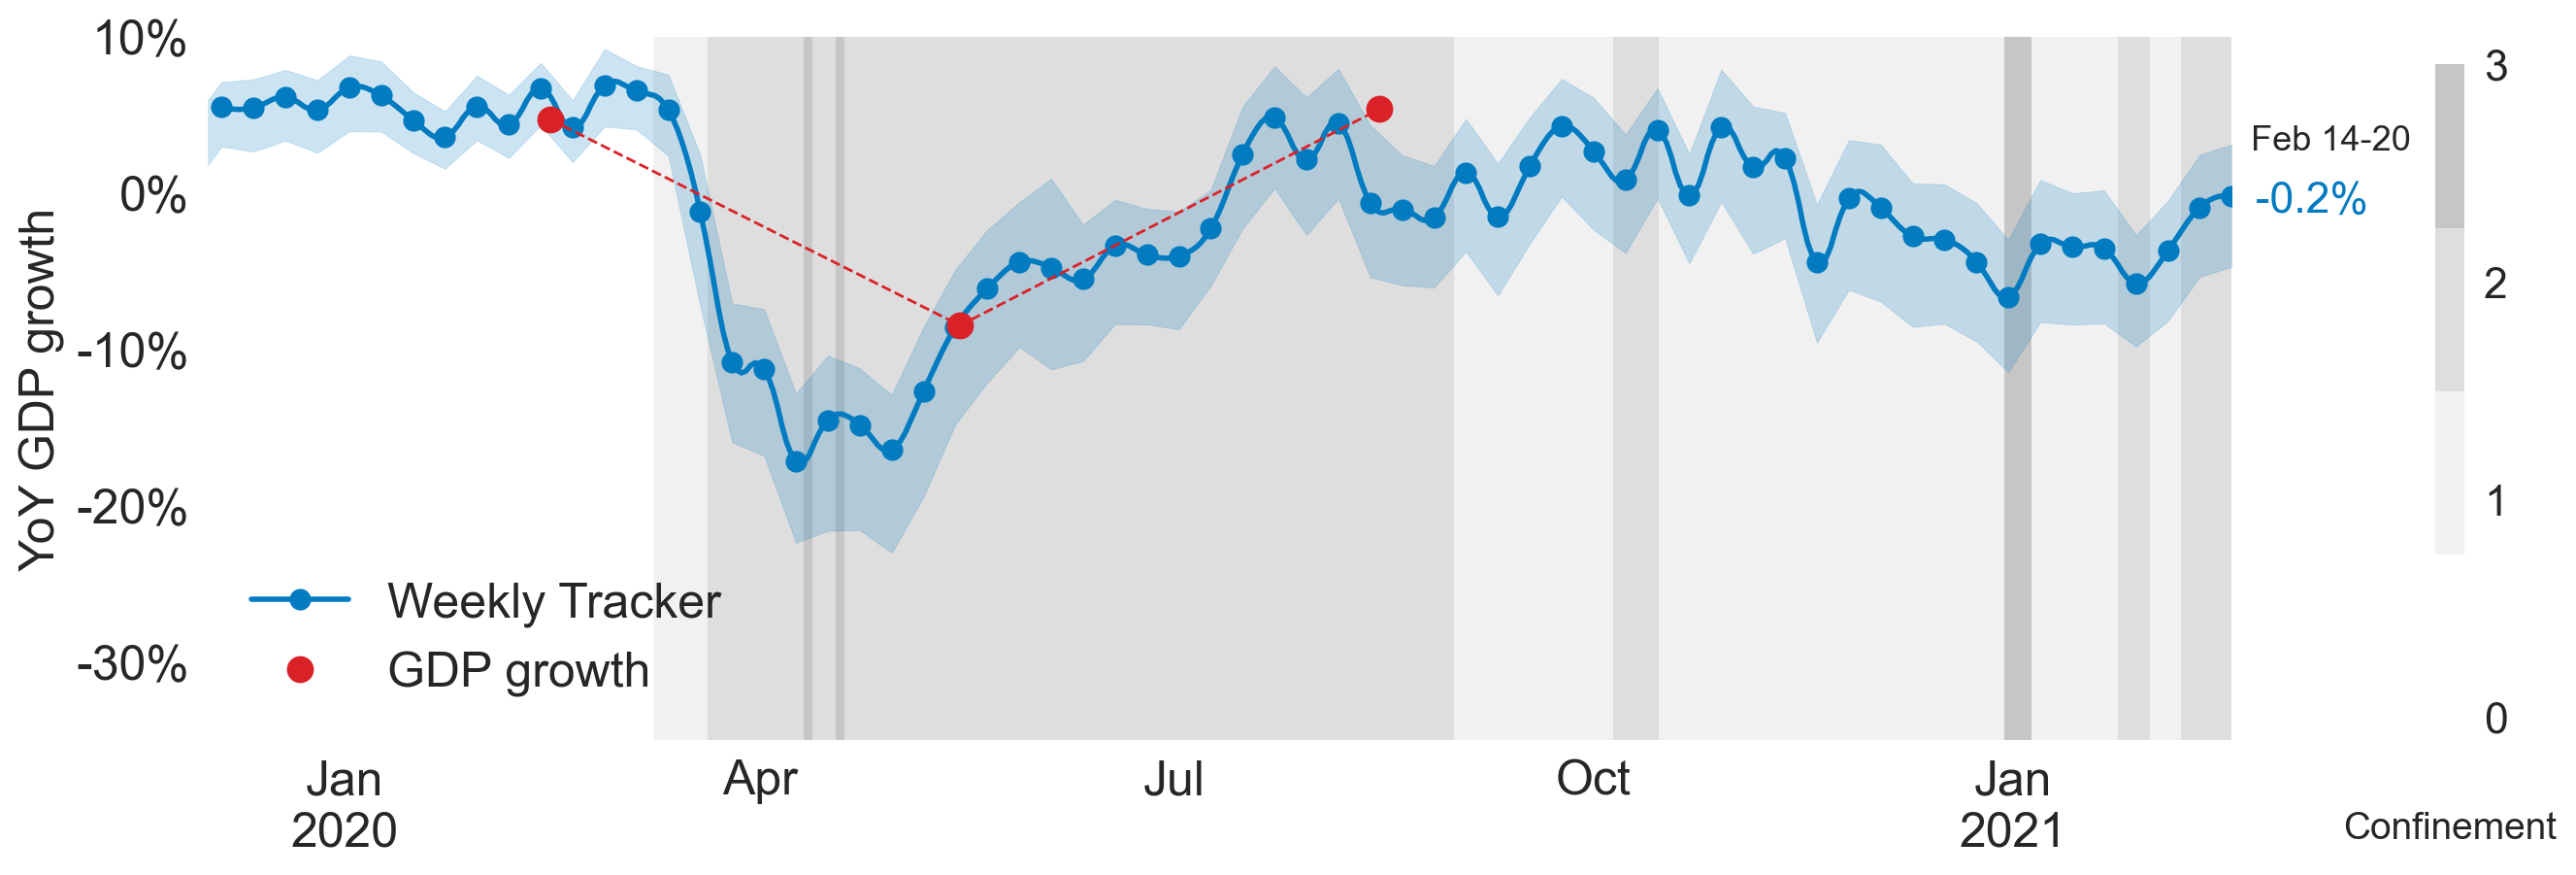 10%
0%
-10%
-20%
-30%
YoY GDP growth
Weekly Tracker
GDP growth
Jan
2020
Apr
Jul
Oct
Jan
2021
Feb 14-20
-0.2%
3
2
1
0
Confinement